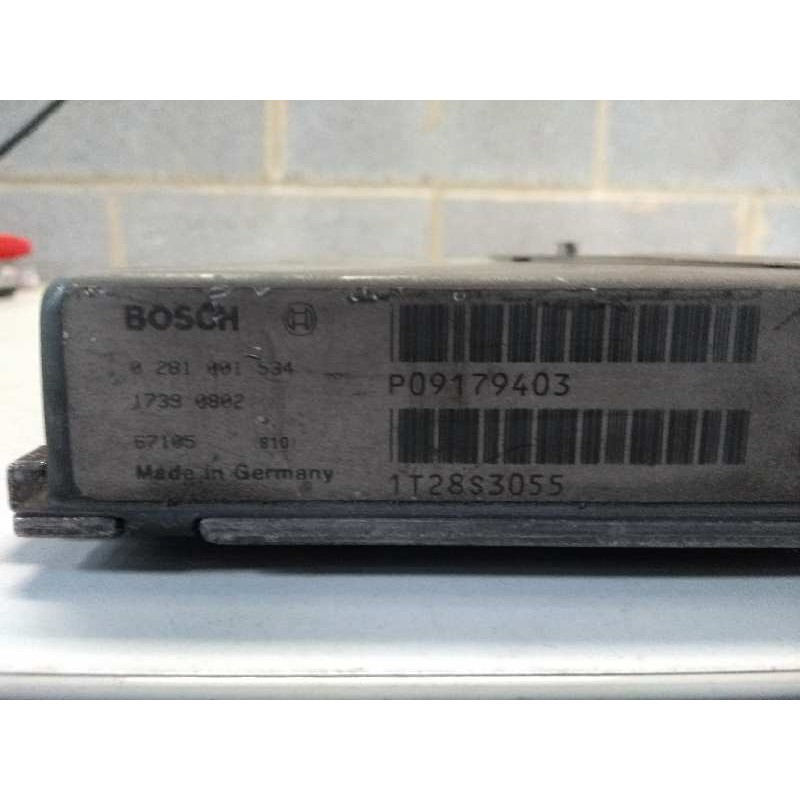 BOSCH
0 281 001 534
1739 0802
67105 810
Made in Germany
P09179403
1T28S3055